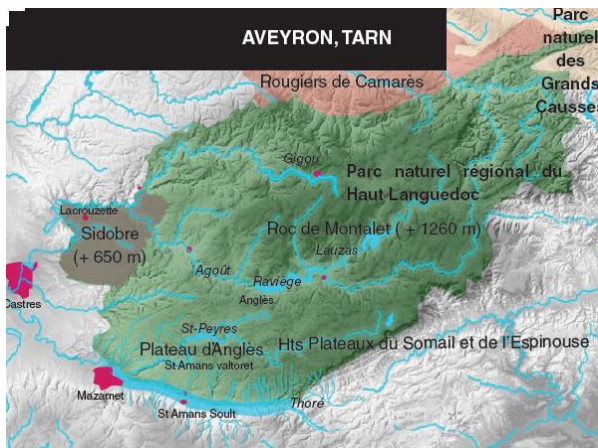 AVEYRON, TARN
Parc
naturel
des
Grands
Causses
Rougiers de Camarès
Gigou
Parc naturel régional du
Haut Languedoc
Lacrouzette
Sidobre
(+ 650 m)
Roc de Montalet ( + 1260 m)
Lauzas
Agoût
Raviège
Castres
Anglès
St-Peyres
Plateau d'Anglès
Hts Plateaux du Somail et de l'Espinouse
St Amans valtoret
Mazamet
St Amans Soult
Thoré